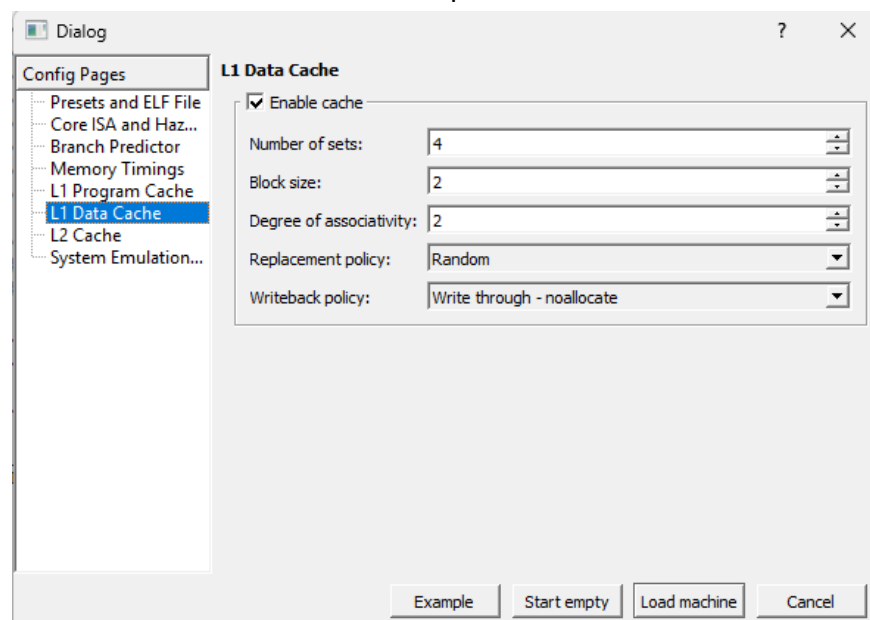 Dialog
?
Config Pages
Presets and ELF File
Core ISA and Haz...
Branch Predictor
Memory Timings
L1 Program Cache
L1 Data Cache
L2 Cache
System Emulation...
L1 Data Cache
Enable cache
Number of sets: 4
Block size: 2
Degree of associativity: 2
Replacement policy: Random
Writeback policy: Write through - noallocate
Example Start empty Load machine Cancel